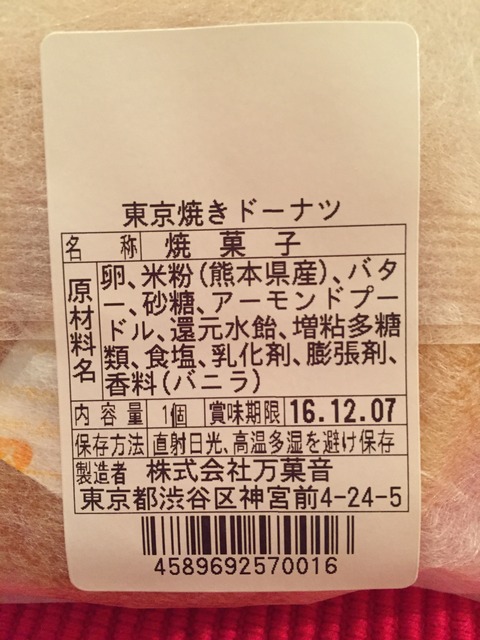 東京焼きドーナツ
名 称 焼 菓 子
原材料名
卵、米粉(熊本県産)、バタ
ー、砂糖、アーモンドプー
ドル、還元水飴、増粘多糖
類、食塩、乳化剤、膨張剤、
香料(バニラ)
内容量 1個 賞味期限 16.12.07
保存方法 直射日光、高温多湿を避け保存
製造者 株式会社万菓音
東京都渋谷区神宮前4-24-5
4589692570016